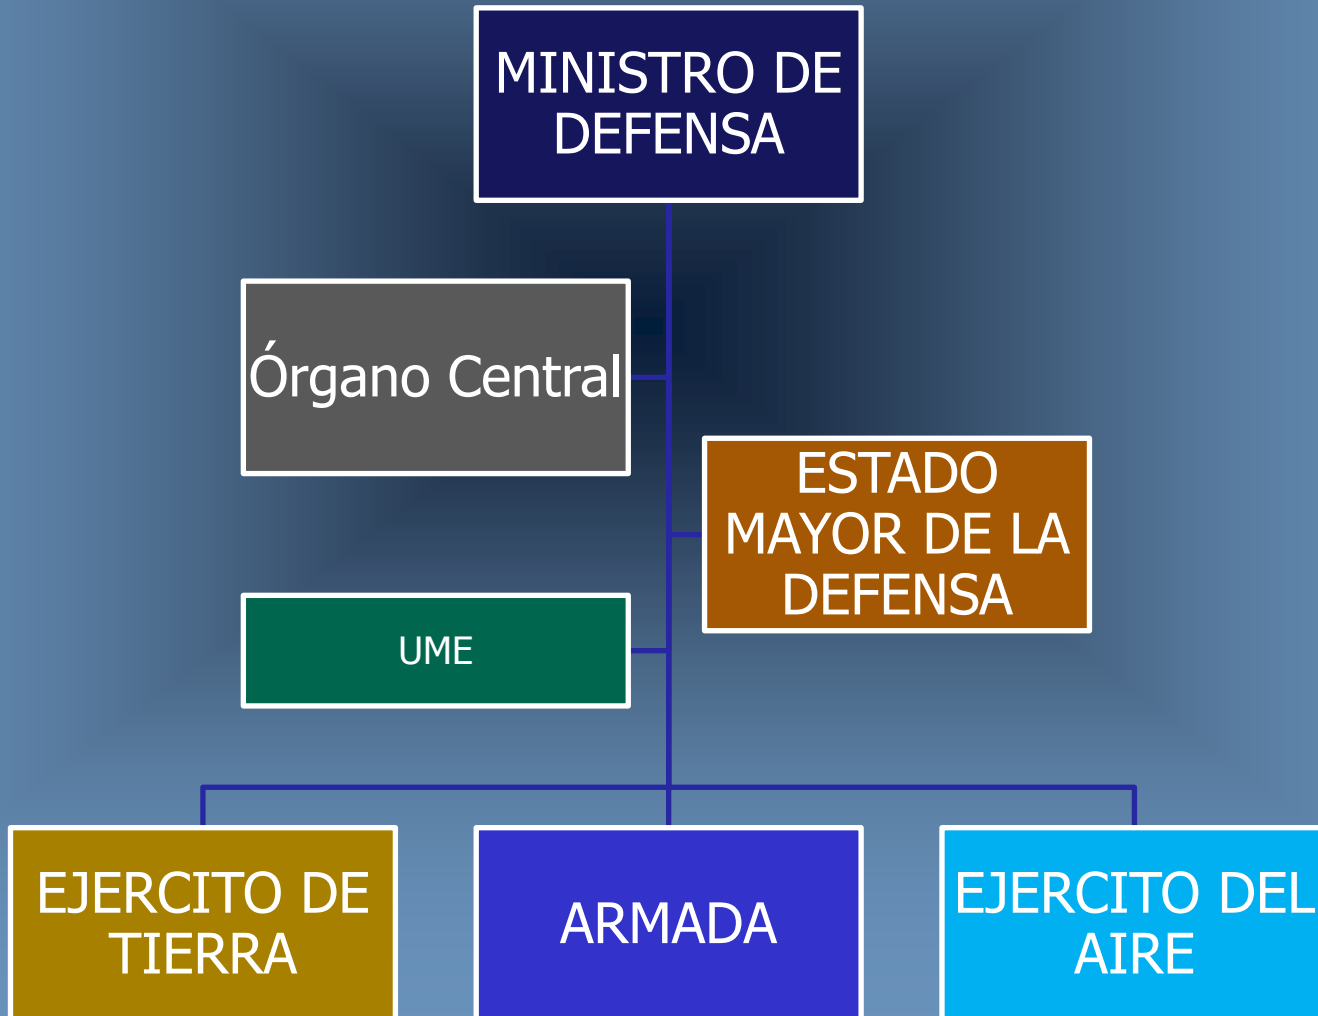 MINISTRO DE
DEFENSA
Órgano Central
ESTADO
MAYOR DE LA
DEFENSA
UME
EJERCITO DE
TIERRA
ARMADA
EJERCITO DEL
AIRE